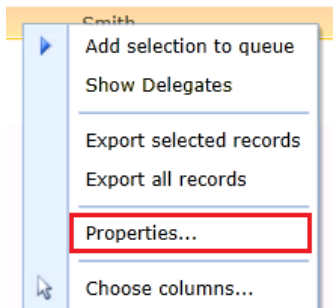 Smith
Add selection to queue
Show Delegates
Export selected records
Export all records
Properties...
Choose columns...